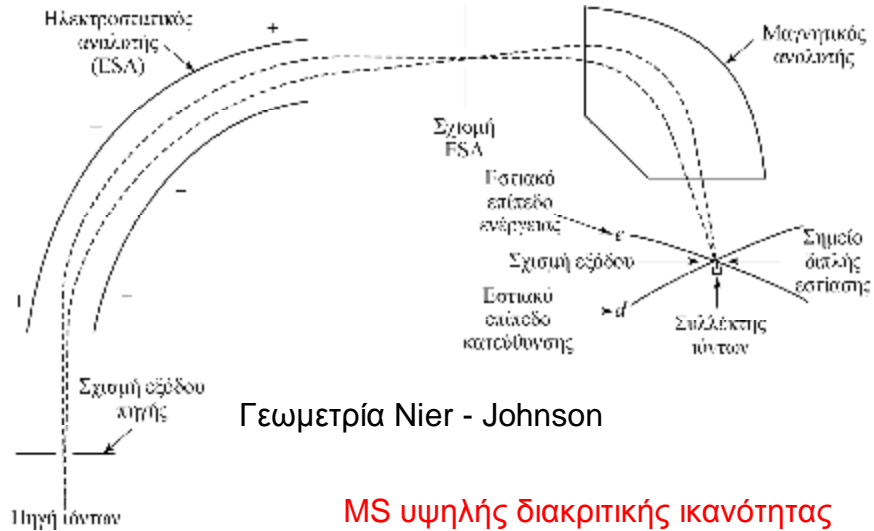 Ηλεκτροστατικός
αναλυτής
(ESA)
+
Μαγνητικός
αναλυτής
–
Σχισμή
ESA
–
Εστιακό
επίπεδο
ενέργειας
e
Σχισμή εξόδου
Σημείο
διπλής
εστίασης
+
–
Εστιακό
επίπεδο
κατεύθυνσης
d
Συλλέκτης
ιόντων
Σχισμή εξόδου
πηγής
Γεωμετρία Nier - Johnson
Πηγή ιόντων
MS υψηλής διακριτικής ικανότητας